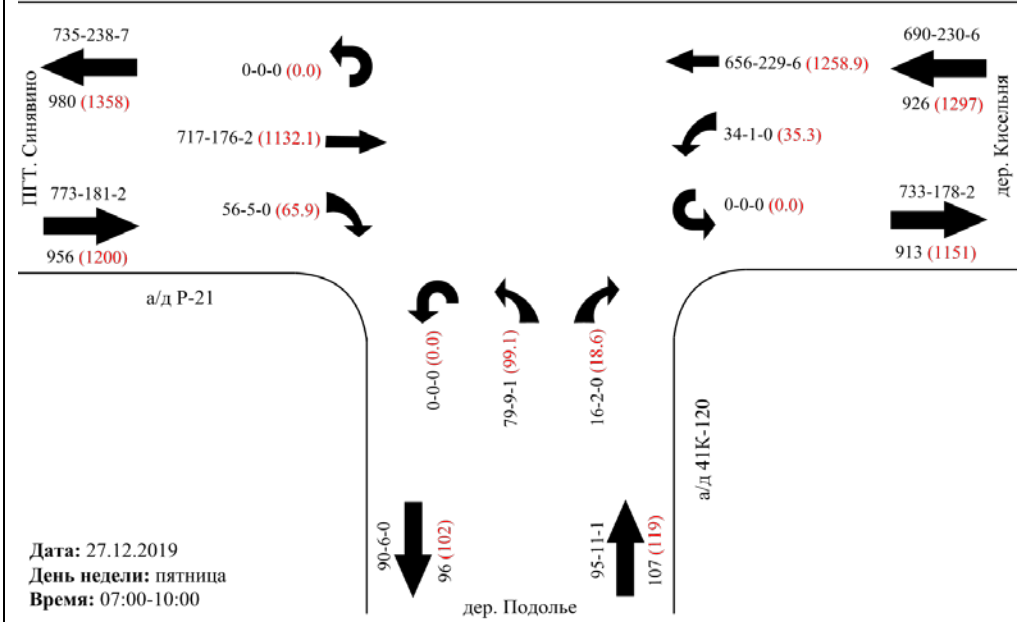 735-238-7
980 (1358)
ПГТ. Синявино
773-181-2
956 (1200)
0-0-0 (0.0)
717-176-2 (1132.1)
56-5-0 (65.9)
656-229-6 (1258.9)
34-1-0 (35.3)
0-0-0 (0.0)
690-230-6
926 (1297)
дер. Кисельня
733-178-2
913 (1151)
а/д Р-21
0-0-0 (0.0)
79-9-1 (99.1)
16-2-0 (18.6)
а/д 41К-120
90-6-0
96 (102)
95-11-1
107 (119)
Дата: 27.12.2019
День недели: пятница
Время: 07:00-10:00
дер. Подолье